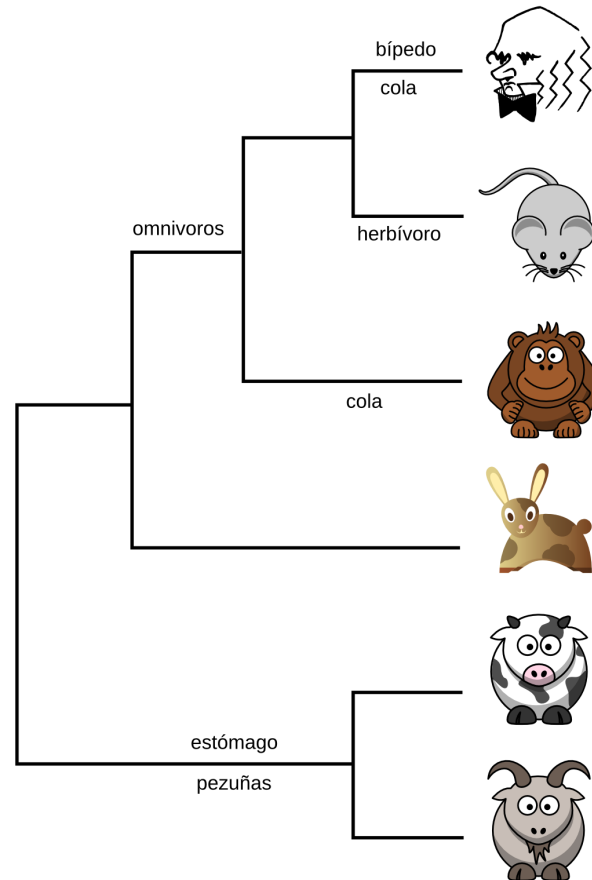 bípedo
cola
omnivoros
herbívoro
cola
estómago
pezuñas